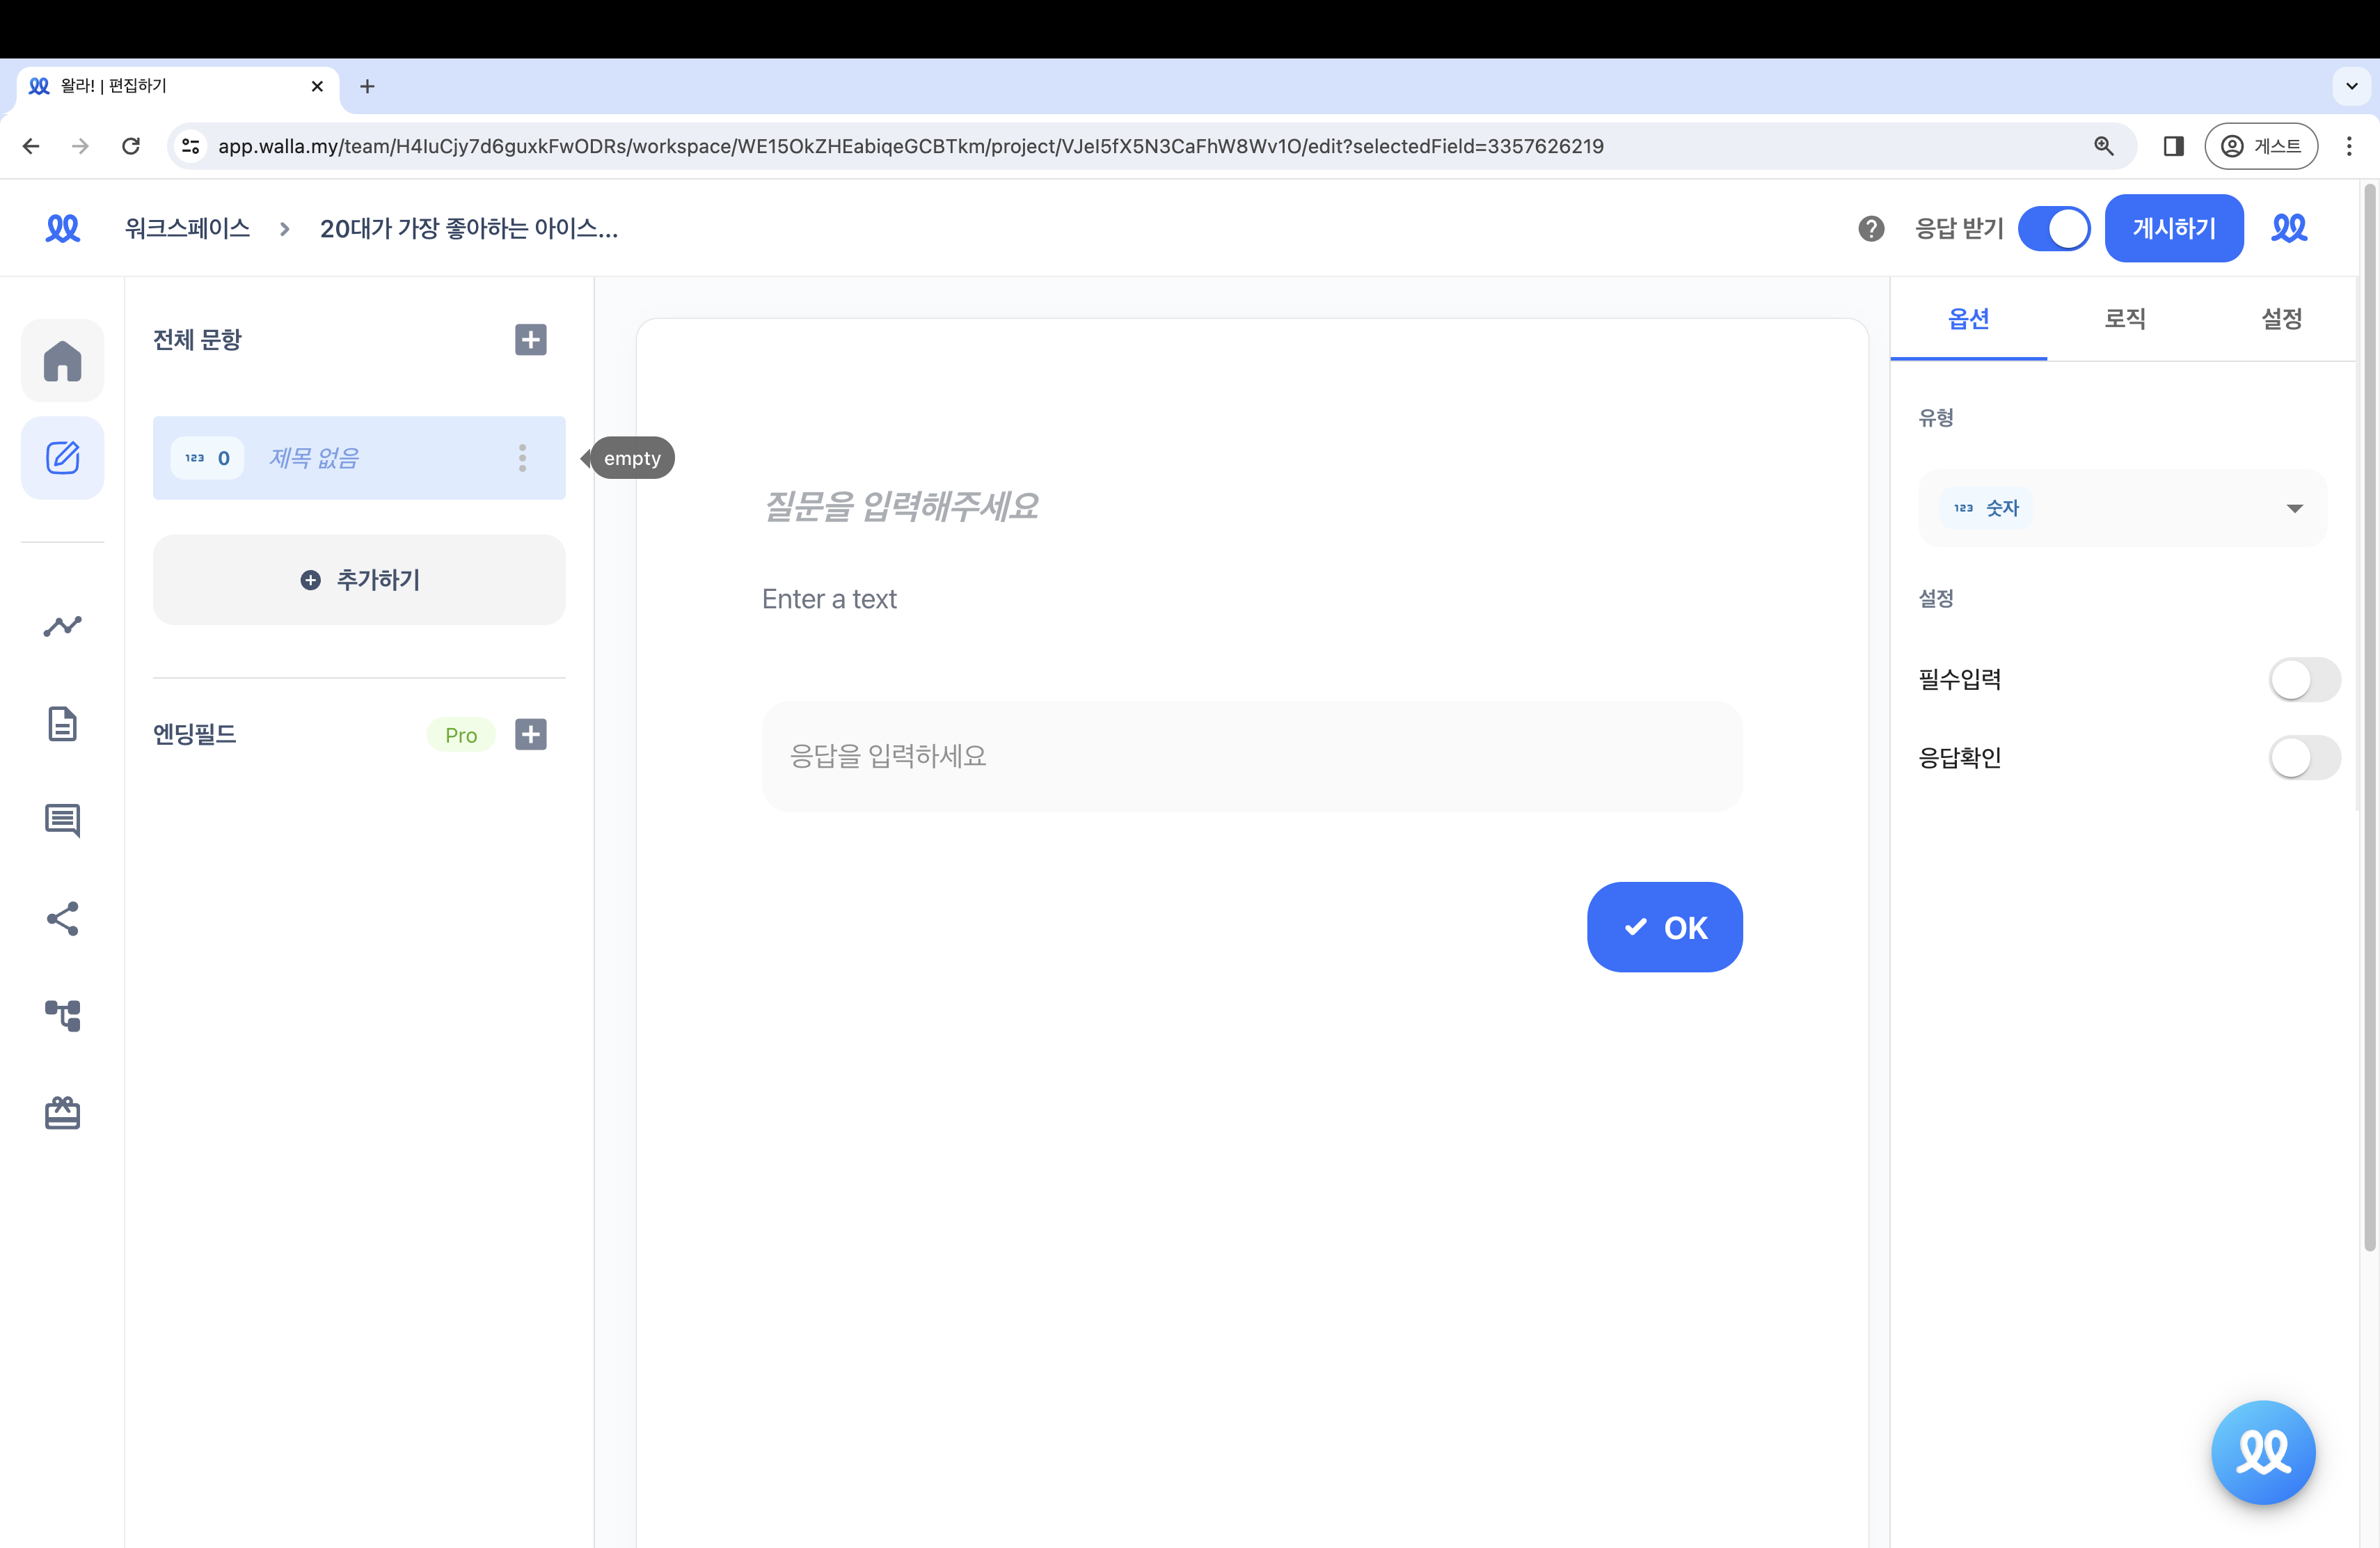 왈라! | 편집하기
app.walla.my/team/H4IuCjy7d6guxkFwODRs/workspace/WE15OkZHEabiqeGCBTkm/project/VJeI5fX5N3CaFhW8Wv1O/edit?selectedField=3357626219
게스트
워크스페이스
20대가 가장 좋아하는 아이스...
응답 받기
게시하기
전체 문항
123 0 제목 없음
empty
추가하기
엔딩필드 Pro
질문을 입력해주세요
Enter a text
응답을 입력하세요
OK
옵션 로직 설정
유형
123 숫자
설정
필수입력
응답확인